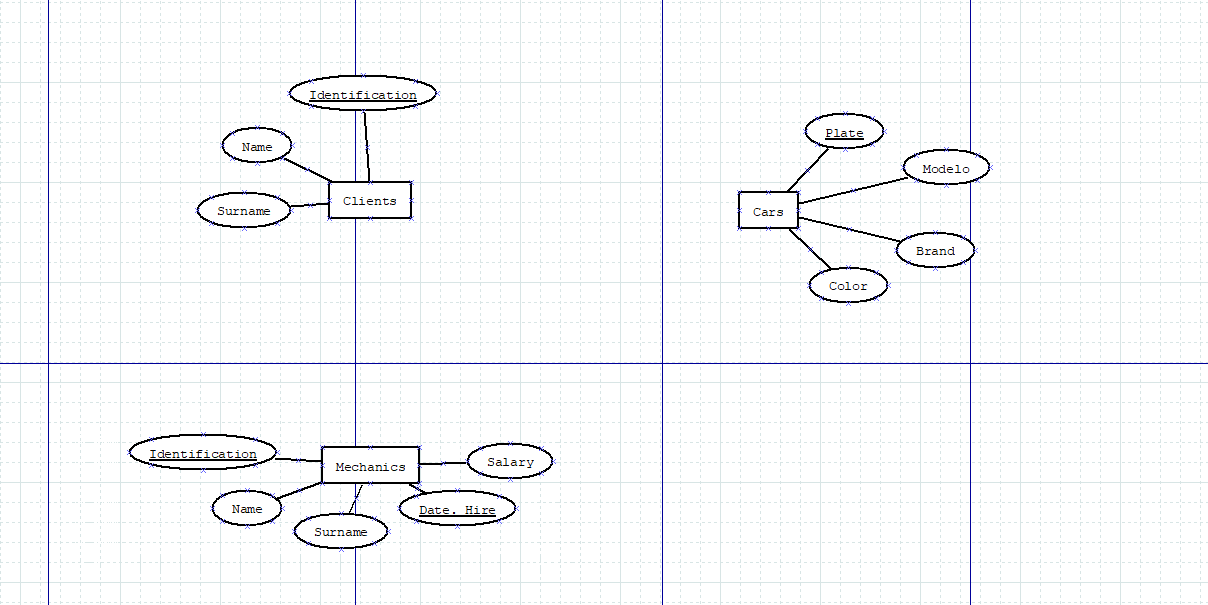 Identification
Name
Clients
Surname
Plate
Modelo
Cars
Brand
Color
Identification
Mechanics
Salary
Name
Date. Hire
Surname